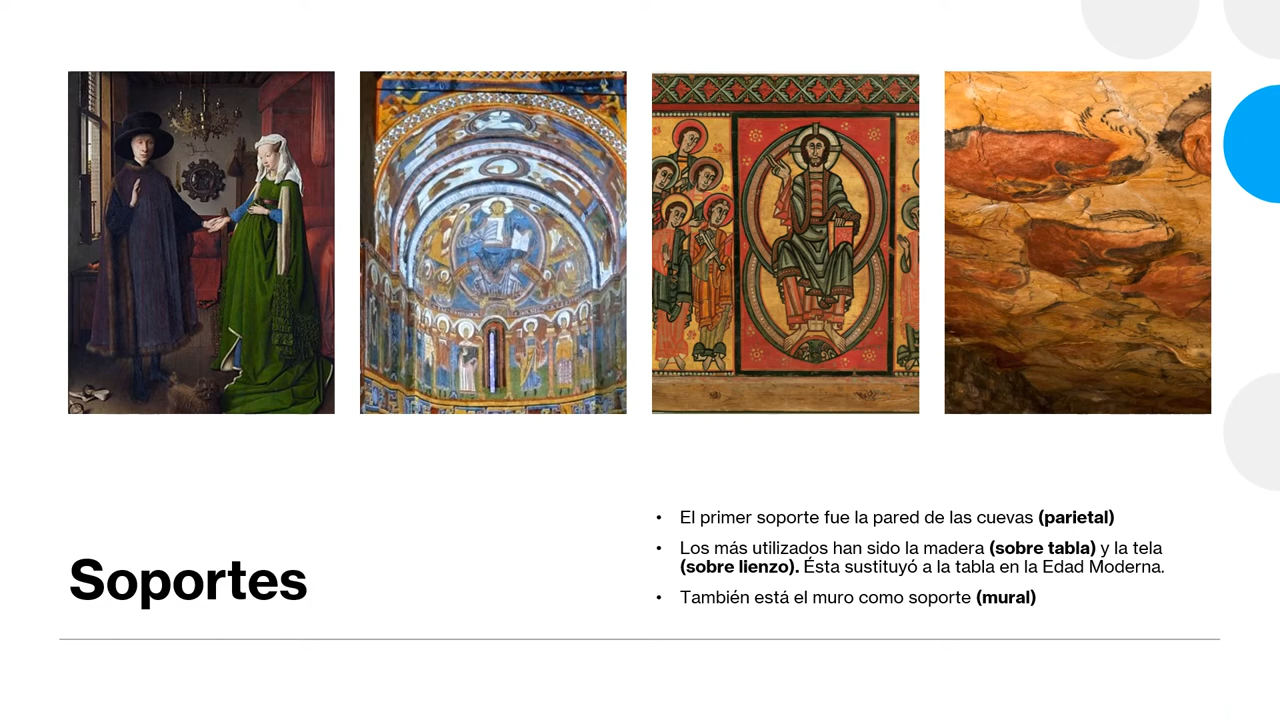 Soportes
• El primer soporte fue la pared de las cuevas (parietal)
• Los más utilizados han sido la madera (sobre tabla) y la tela
(sobre lienzo). Ésta sustituyó a la tabla en la Edad Moderna.
• También está el muro como soporte (mural)